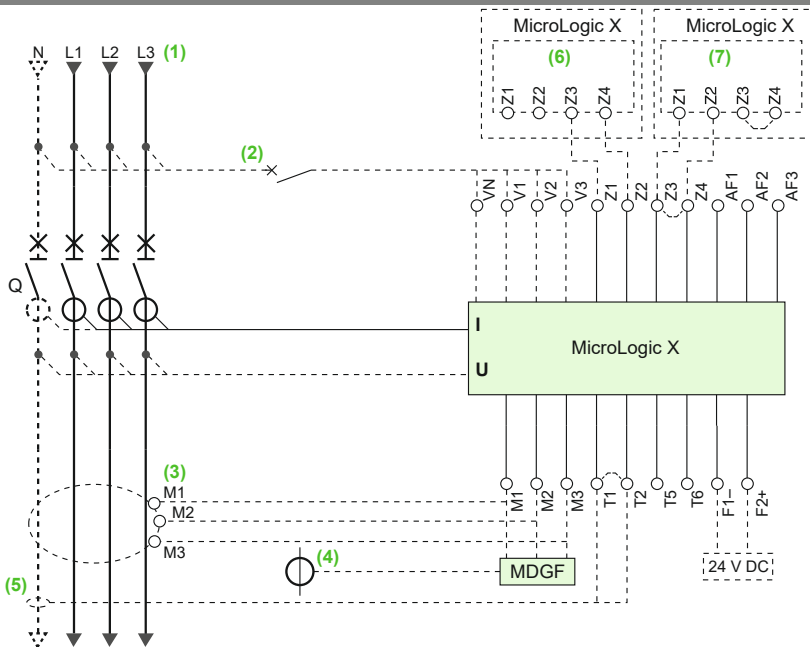 MicroLogic X
MicroLogic X
(6)
(7)
Z1
Z2
Z3
Z4
Z1
Z2
Z3
Z4
N
L1
L2
L3
(1)
(2)
VN
V1
V2
V3
Z1
Z2
Z3
Z4
AF1
AF2
AF3
Q
I
MicroLogic X
U
(3)
M1
M2
M3
M1
M2
M3
T1
T2
T5
T6
F1–
F2+
(4)
MDGF
24 V DC
(5)